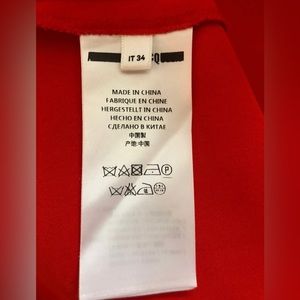 IT 34
MADE IN CHINA
FABRIQUE EN CHINE
HERGESTELLT IN CHINA
HECHO EN CHINA
СДЕЛАНО В КИТАЕ
中国製
产地:中国